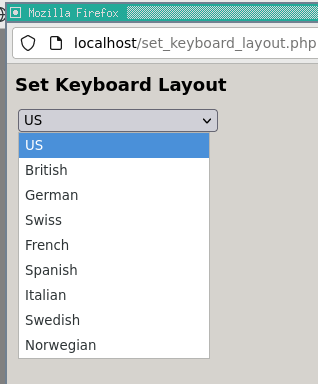 Mozilla Firefox
localhost/set_keyboard_layout.php
Set Keyboard Layout
US
US
British
German
Swiss
French
Spanish
Italian
Swedish
Norwegian